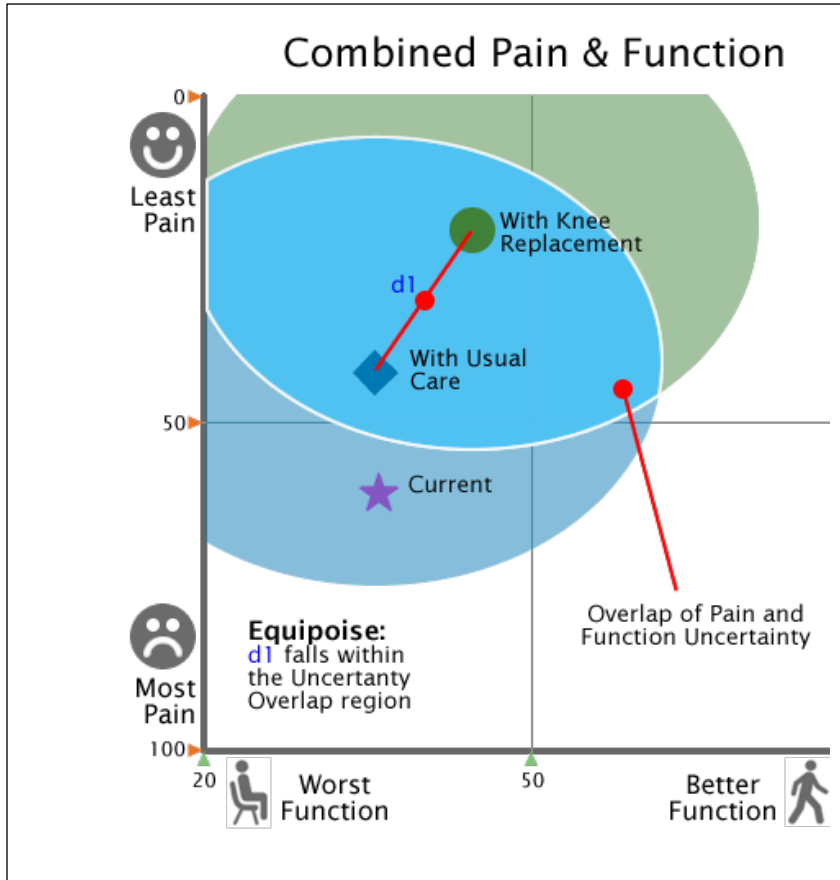 Combined Pain & Function
0
Least
Pain
With Knee
Replacement
d1
With Usual
Care
50
Current
Overlap of Pain and
Function Uncertainty
Equipoise:
d1 falls within
the Uncertanty
Overlap region
Most
Pain
100
20
50
Worst
Function
Better
Function